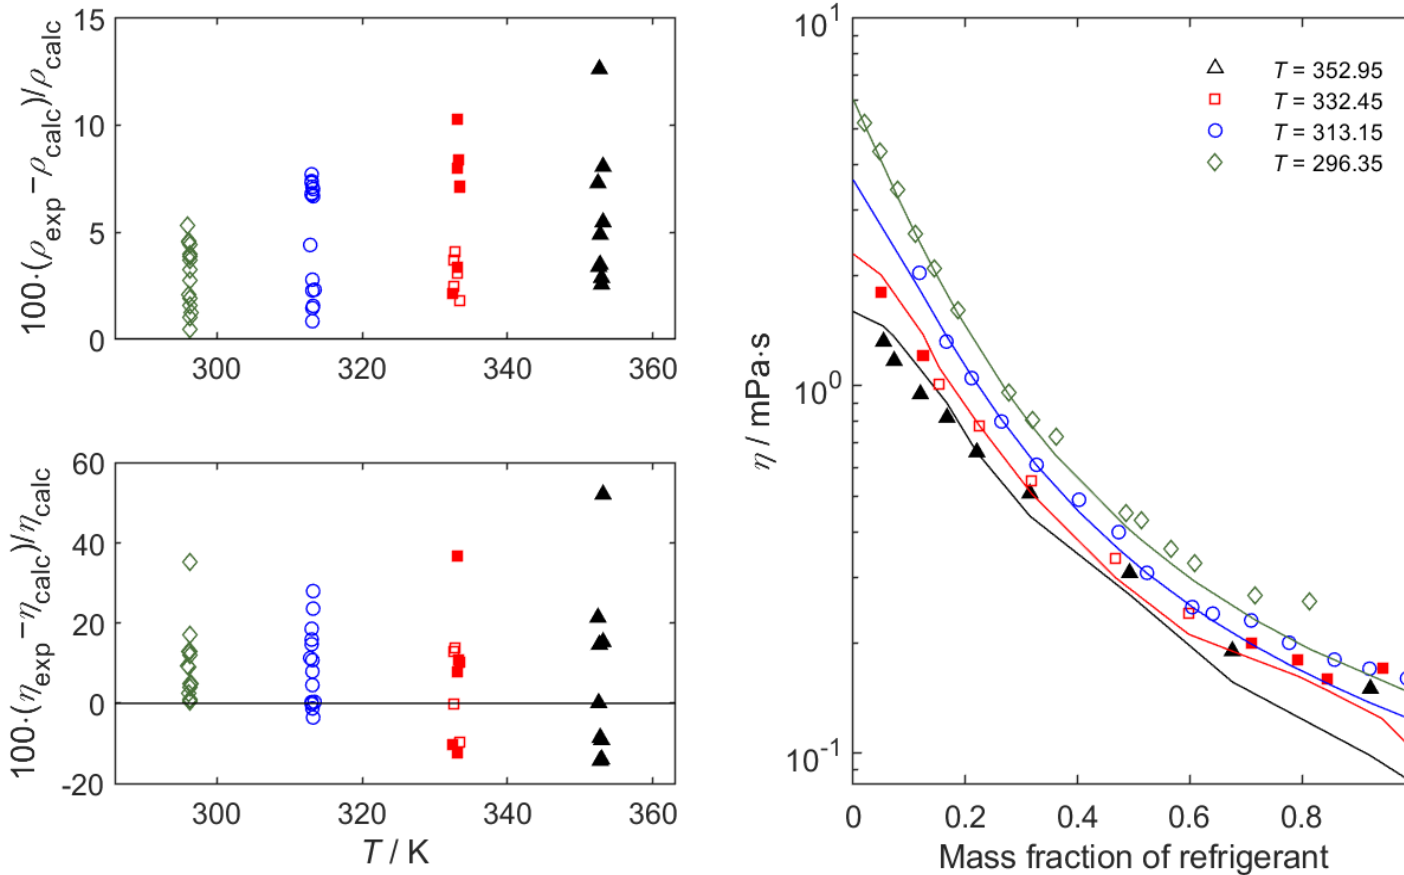 100·(ρexp−ρcalc)/ρcalc
15
10
5
0
300
320
340
360
100·(ηexp−ηcalc)/ηcalc
60
40
20
0
-20
300
320
340
360
T / K
η / mPa·s
10¹
10⁰
10⁻¹
T = 352.95
T = 332.45
T = 313.15
T = 296.35
0
0.2
0.4
0.6
0.8
Mass fraction of refrigerant